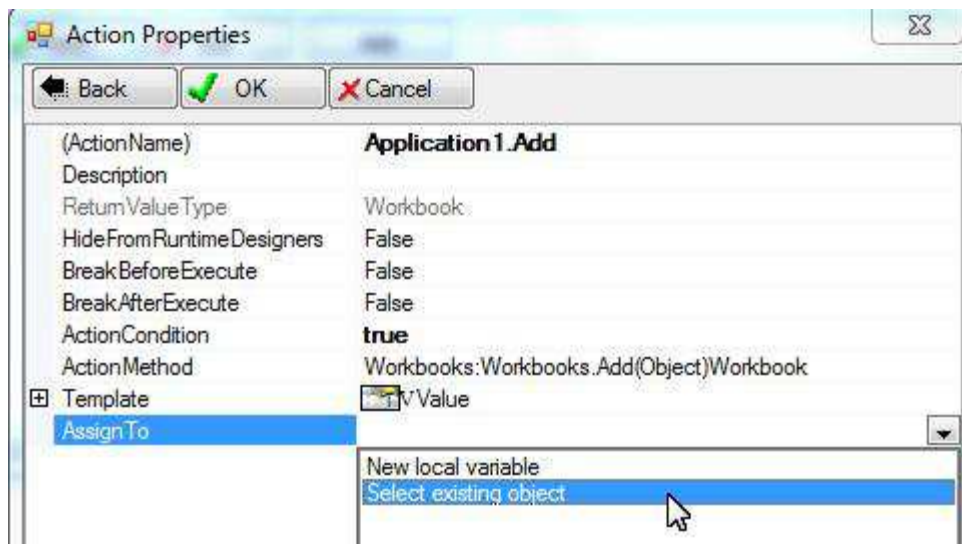 Action Properties
Back OK Cancel
(ActionName) Application1.Add
Description
ReturnValueType Workbook
HideFromRuntimeDesigners False
BreakBeforeExecute False
BreakAfterExecute False
ActionCondition true
ActionMethod Workbooks:Workbooks.Add(Object)Workbook
Template Value
AssignTo
New local variable
Select existing object